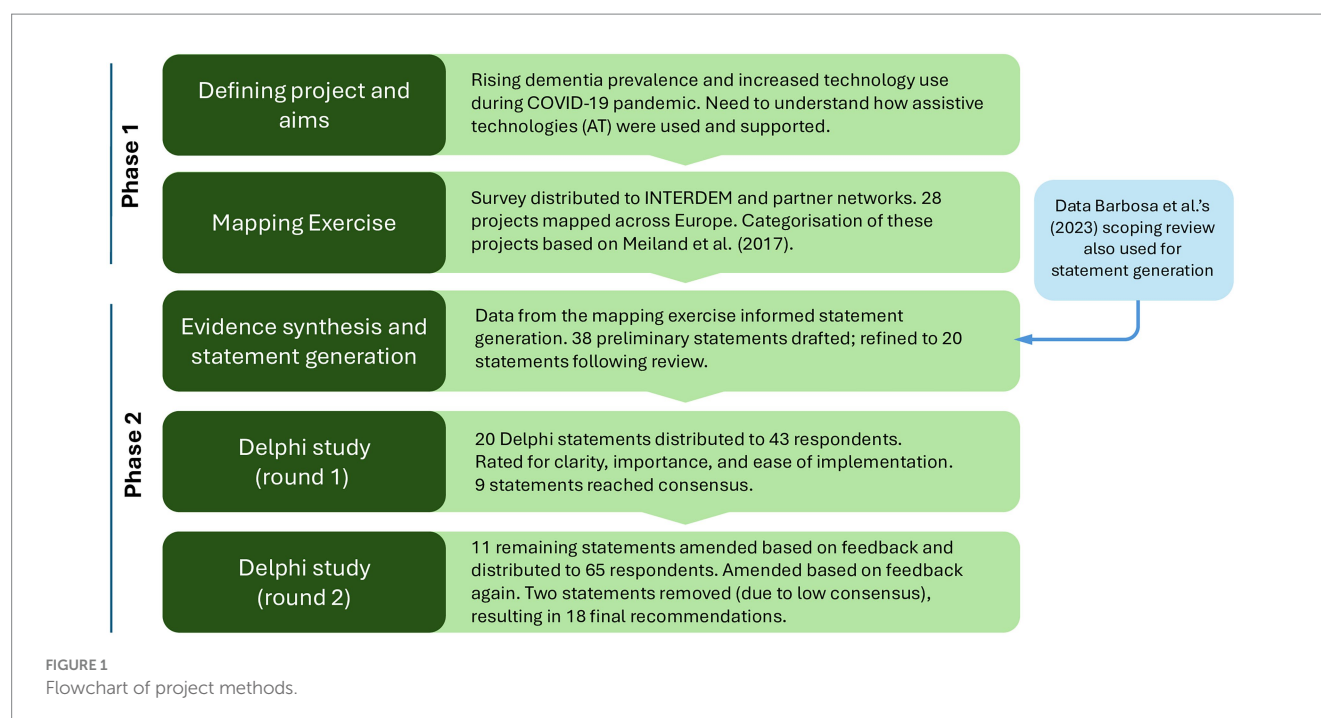 Phase 1
Defining project and
aims
Rising dementia prevalence and increased technology use
during COVID-19 pandemic. Need to understand how assistive
technologies (AT) were used and supported.
Mapping Exercise
Survey distributed to INTERDEM and partner networks. 28
projects mapped across Europe. Categorisation of these
projects based on Meiland et al. (2017).
Data Barbosa et al.'s
(2023) scoping review
also used for
statement generation
Phase 2
Evidence synthesis and
statement generation
Data from the mapping exercise informed statement
generation. 38 preliminary statements drafted; refined to 20
statements following review.
Delphi study
(round 1)
20 Delphi statements distributed to 43 respondents.
Rated for clarity, importance, and ease of implementation.
9 statements reached consensus.
Delphi study
(round 2)
11 remaining statements amended based on feedback and
distributed to 65 respondents. Amended based on feedback
again. Two statements removed (due to low consensus),
resulting in 18 final recommendations.
FIGURE 1
Flowchart of project methods.